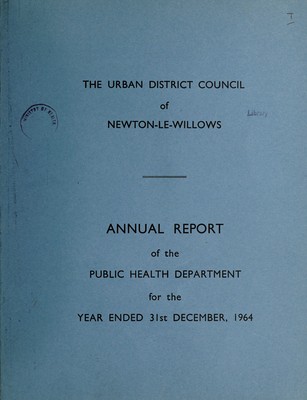 THE URBAN DISTRICT COUNCIL
of
Library
NEWTON-LE-WILLOWS
ANNUAL REPORT
of the
PUBLIC HEALTH DEPARTMENT
for the
YEAR ENDED 31st DECEMBER, 1964